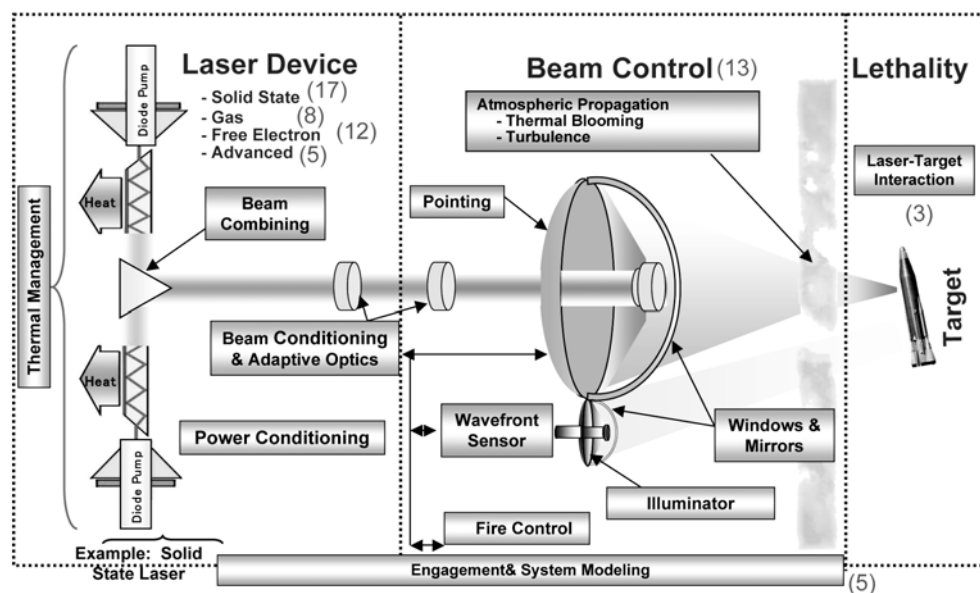 Laser Device
- Solid State (17)
- Gas (8)
- Free Electron (12)
- Advanced (5)
Diode Pump
Heat
Beam
Combining
Thermal Management
Beam Conditioning
& Adaptive Optics
Heat
Power Conditioning
Diode Pump
Example: Solid
State Laser
Beam Control (13)
Atmospheric Propagation
- Thermal Blooming
- Turbulence
Pointing
Wavefront
Sensor
Windows &
Mirrors
Illuminator
Fire Control
Engagement& System Modeling
(5)
Lethality
Laser-Target
Interaction
(3)
Target